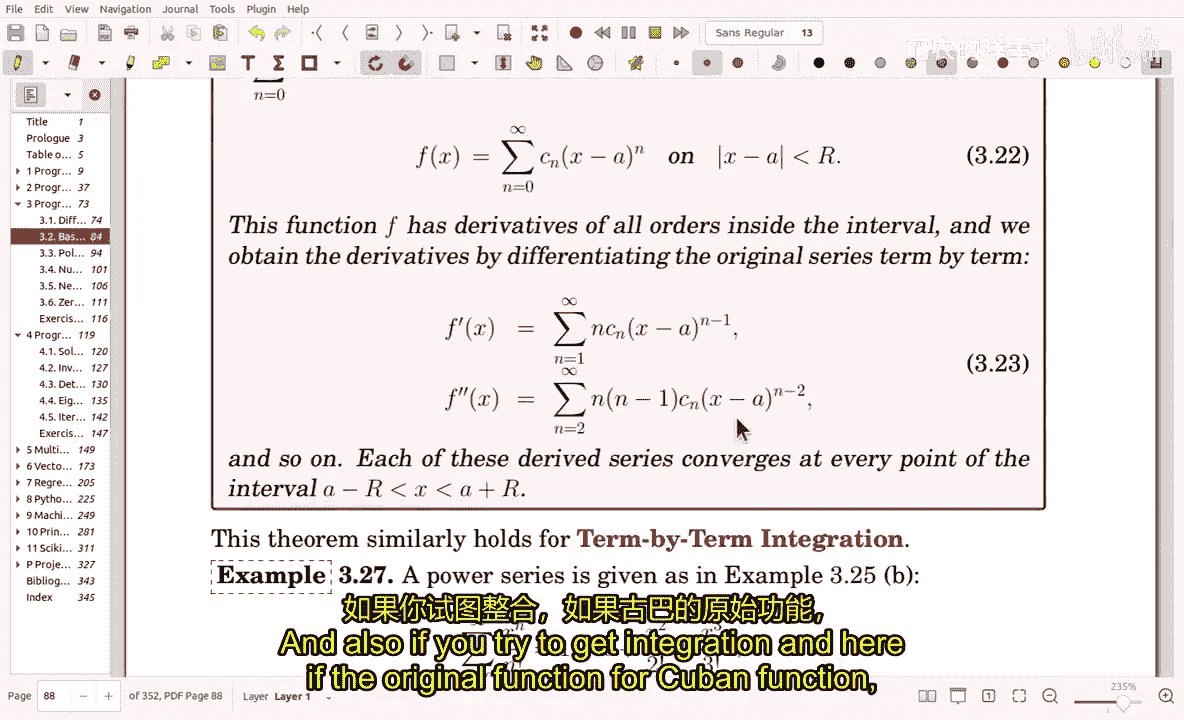 File Edit View Navigation Journal Tools Plugin Help
Sans Regular 13
Title 1
Prologue 3
Table o... 5
1 Progr... 9
2 Progr... 37
3 Progr... 73
3.1. Diff... 74
3.2. Bas... 84
3.3. Pol... 94
3.4. Nu... 101
3.5. Ne... 106
3.6. Zer... 111
Exercis... 116
4 Progr... 119
4.1. Sol... 120
4.2. Inv... 127
4.3. Det... 130
4.4. Eig... 135
4.5. Iter... 142
Exercis... 147
5 Multi... 149
6 Vecto... 173
7 Regre... 205
8 Pytho... 225
9 Machi... 249
10 Prin... 281
11 Sciki... 311
P Proje... 327
Bibliog... 343
Index 345
n=0
f(x) = ∑_{n=0}^{∞} c_n(x − a)^n on |x − a| < R. (3.22)
This function f has derivatives of all orders inside the interval, and we
obtain the derivatives by differentiating the original series term by term:
f′(x) = ∑_{n=1}^{∞} nc_n(x − a)^{n−1},
(3.23)
f″(x) = ∑_{n=2}^{∞} n(n − 1)c_n(x − a)^{n−2},
and so on. Each of these derived series converges at every point of the
interval a − R < x < a + R.
This theorem similarly holds for Term-by-Term Integration.
Example 3.27. A power series is given as in Example 3.25 (b):
如果你试图整合，如果古巴的原始功能，
And also if you try to get integration and here
if the original function for Cuban function,
Page 88 of 352, PDF Page 88 Layer Layer 1 235%